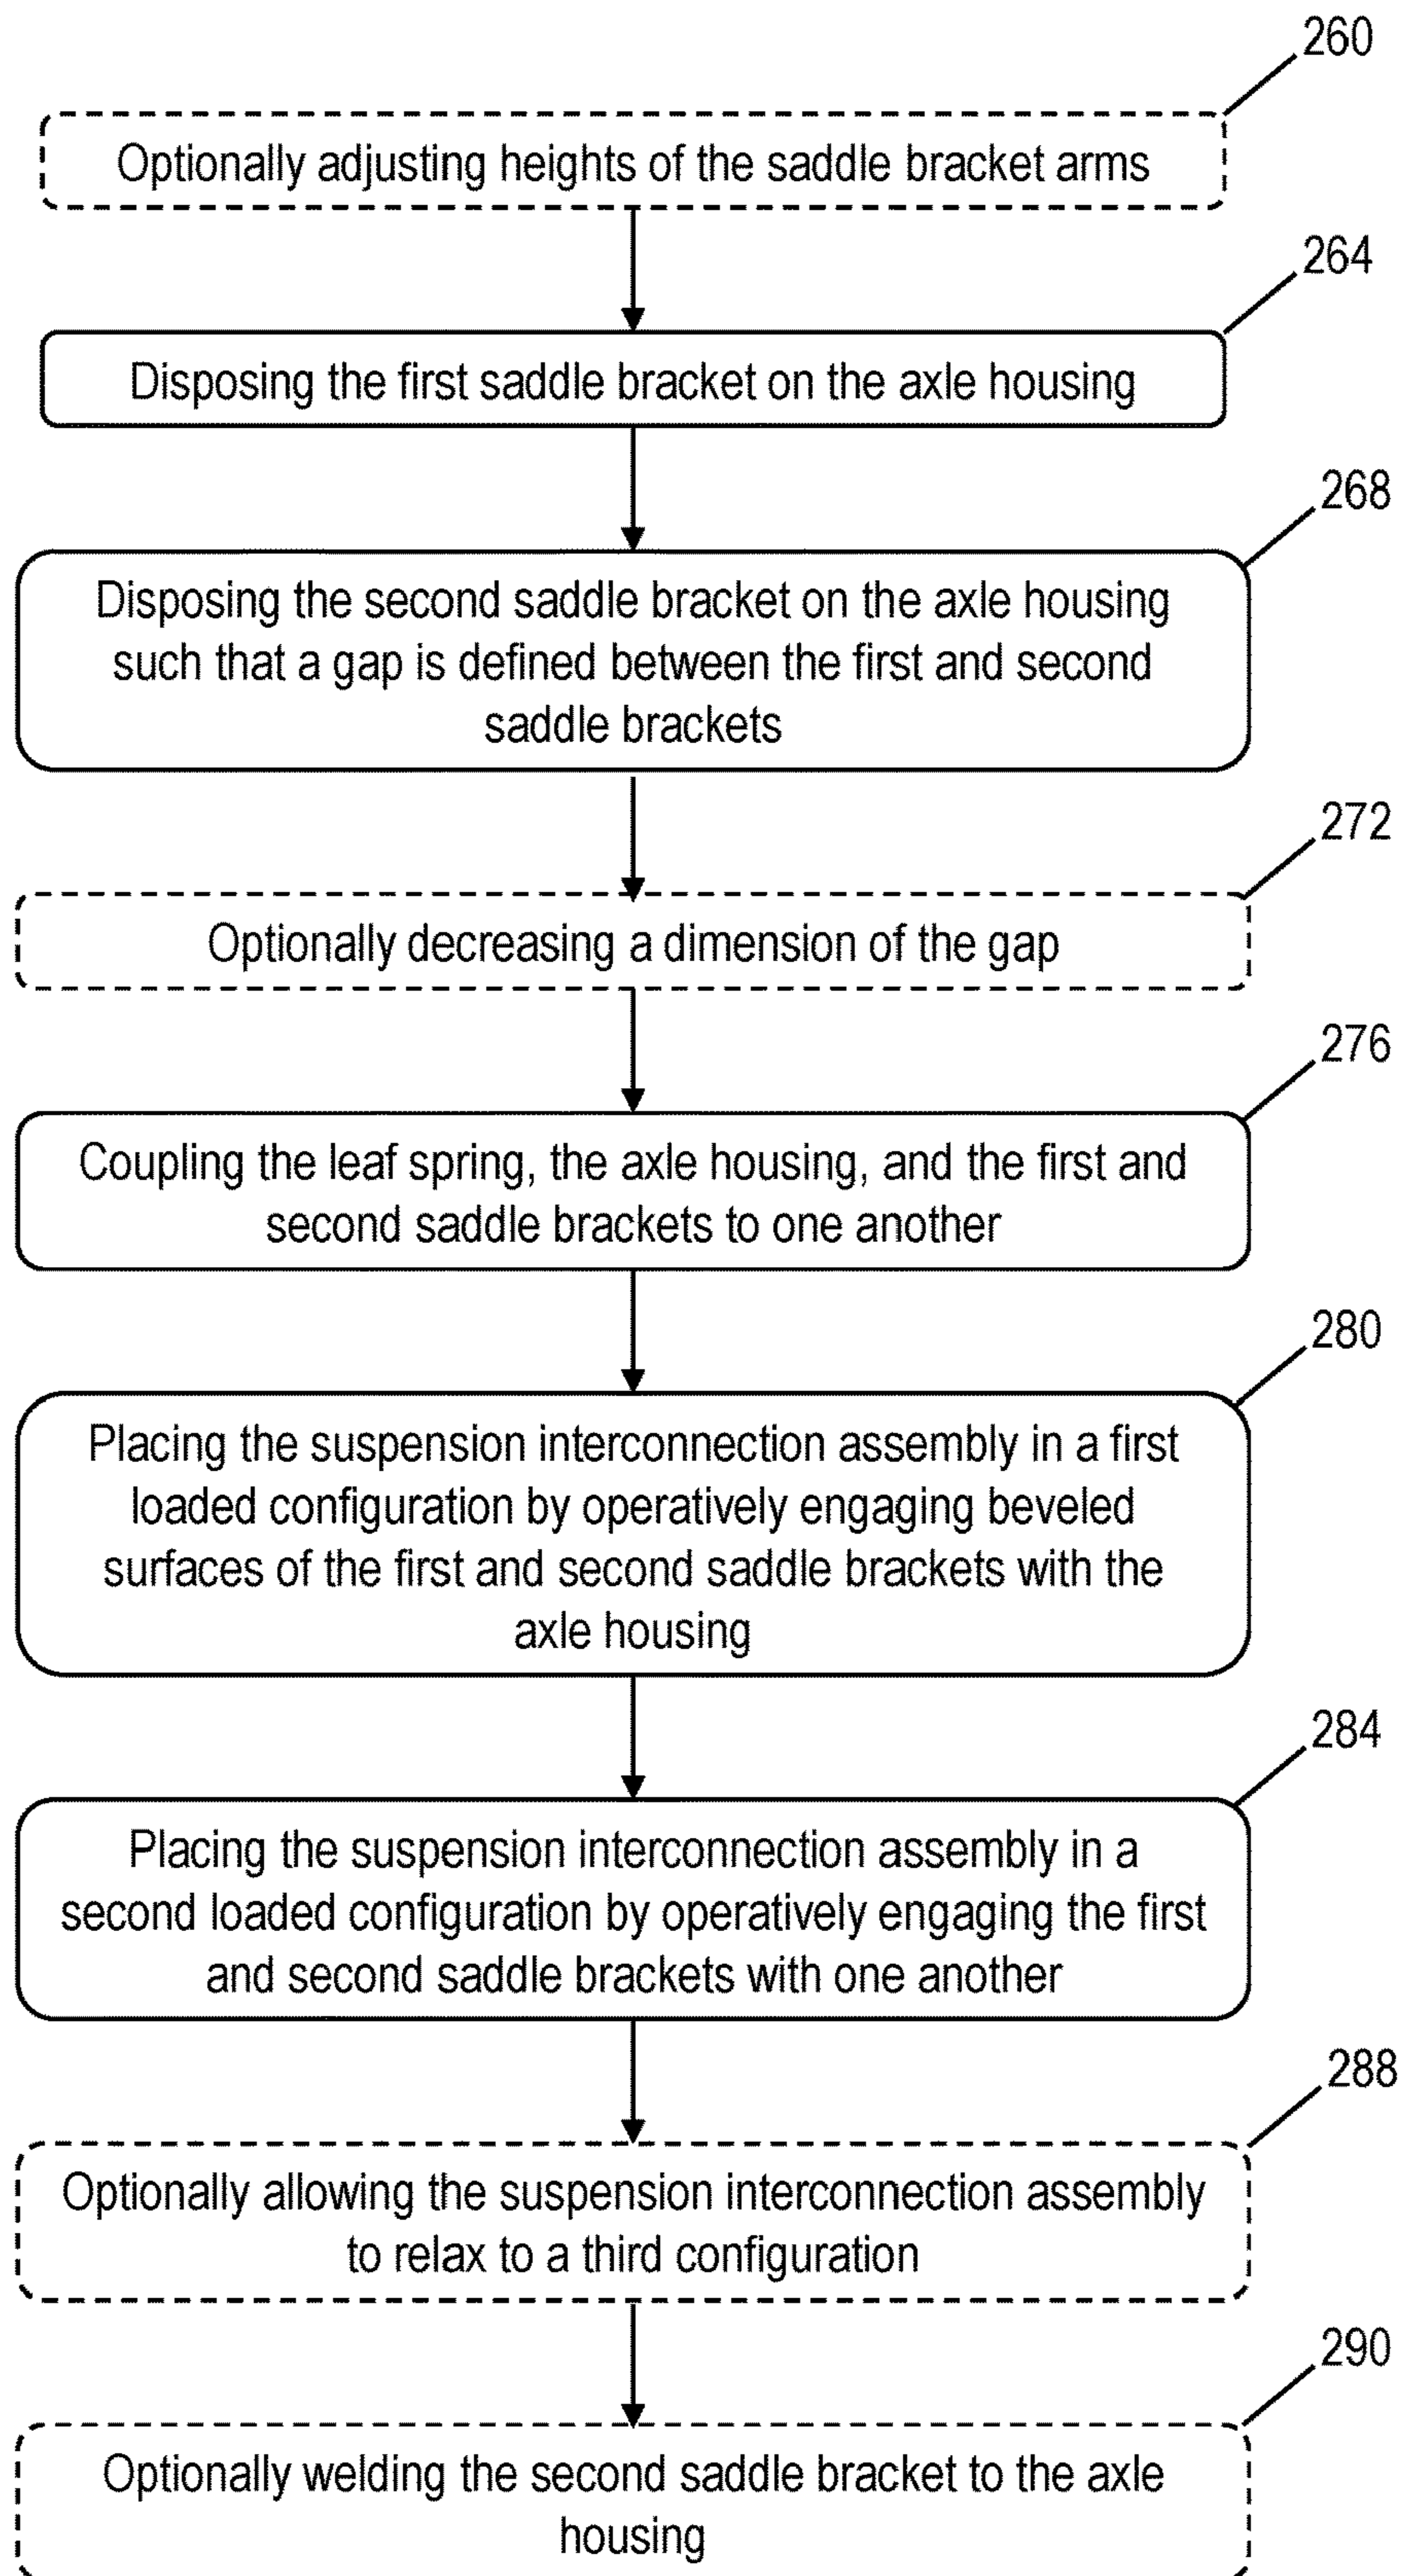 260
Optionally adjusting heights of the saddle bracket arms
264
Disposing the first saddle bracket on the axle housing
268
Disposing the second saddle bracket on the axle housing
such that a gap is defined between the first and second
saddle brackets
272
Optionally decreasing a dimension of the gap
276
Coupling the leaf spring, the axle housing, and the first and
second saddle brackets to one another
280
Placing the suspension interconnection assembly in a first
loaded configuration by operatively engaging beveled
surfaces of the first and second saddle brackets with the
axle housing
284
Placing the suspension interconnection assembly in a
second loaded configuration by operatively engaging the first
and second saddle brackets with one another
288
Optionally allowing the suspension interconnection assembly
to relax to a third configuration
290
Optionally welding the second saddle bracket to the axle
housing